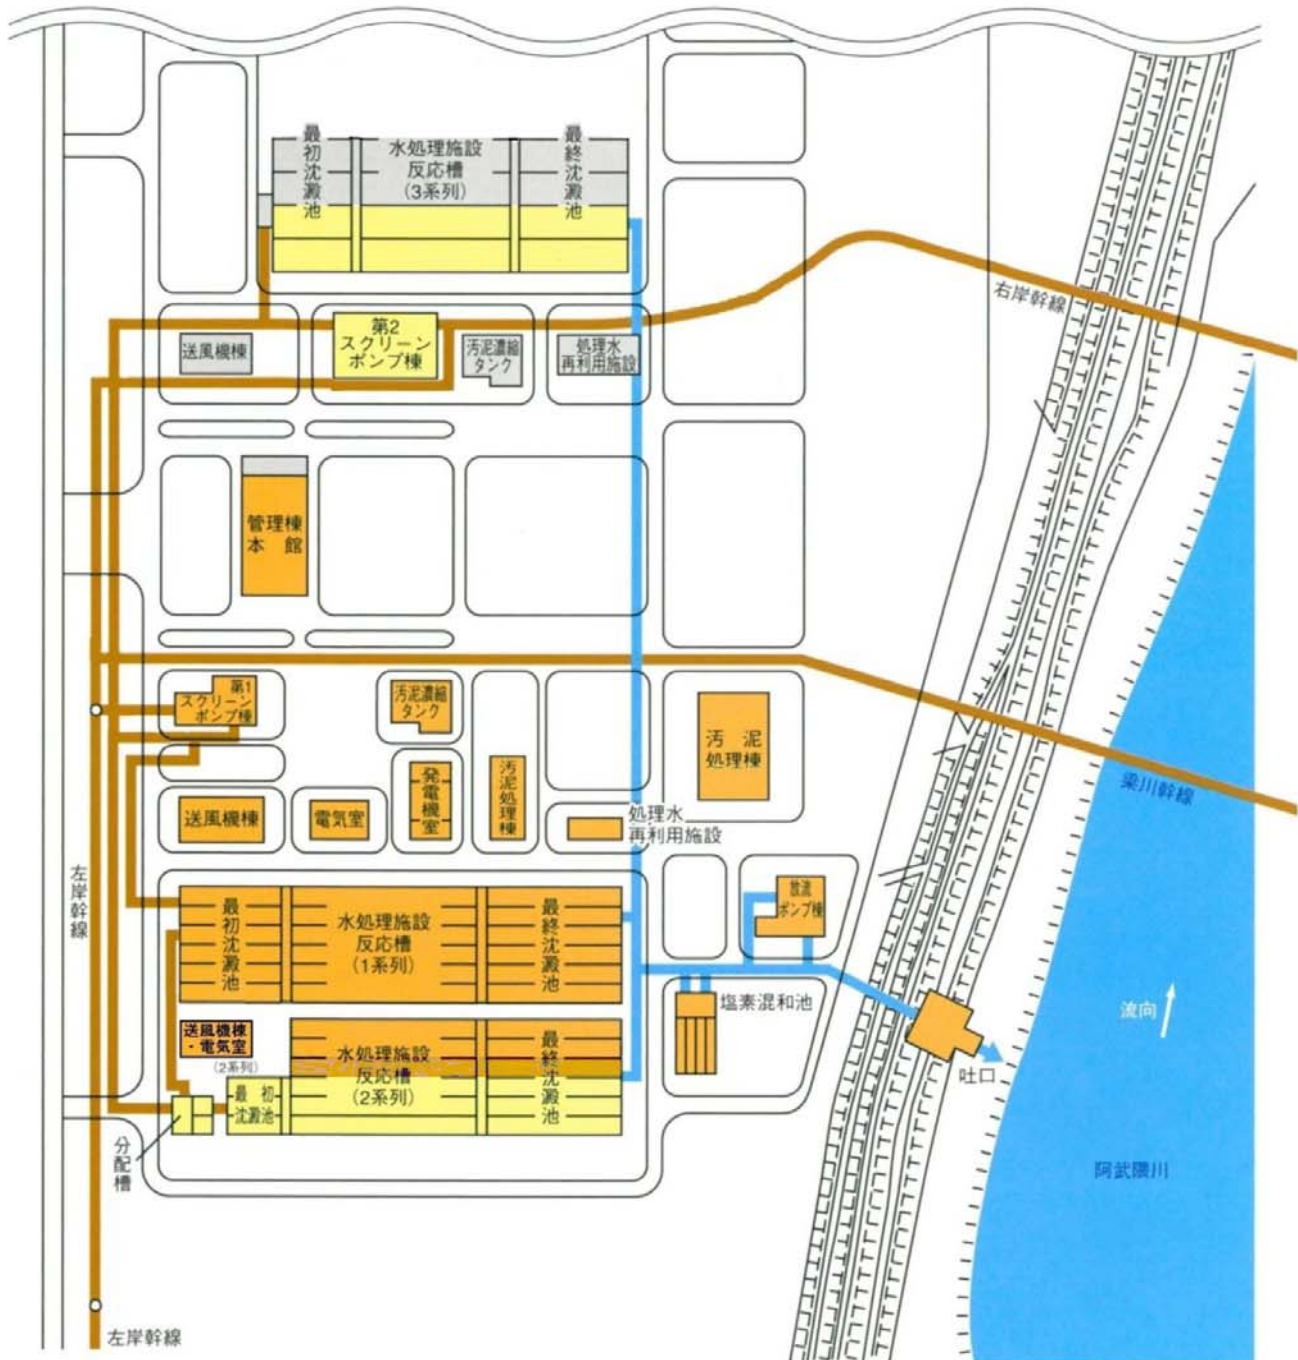 最初沈澱池
水処理施設
反応槽
(3系列)
最終沈澱池
右岸幹線
送風機棟
第2
スクリーン
ポンプ棟
汚泥濃縮
タンク
処理水
再利用施設
管理棟
本館
第1
スクリーン
ポンプ棟
汚泥濃縮
タンク
汚泥
処理棟
梁川幹線
送風機棟
電気室
発電機室
汚泥処理棟
処理水
再利用施設
左岸幹線
最初沈澱池
水処理施設
反応槽
(1系列)
最終沈澱池
放流
ポンプ棟
塩素混和池
流向
吐口
送風機棟
・電気室
(2系列)
水処理施設
反応槽
(2系列)
最終沈澱池
最初
沈澱池
分配槽
阿武隈川
左岸幹線